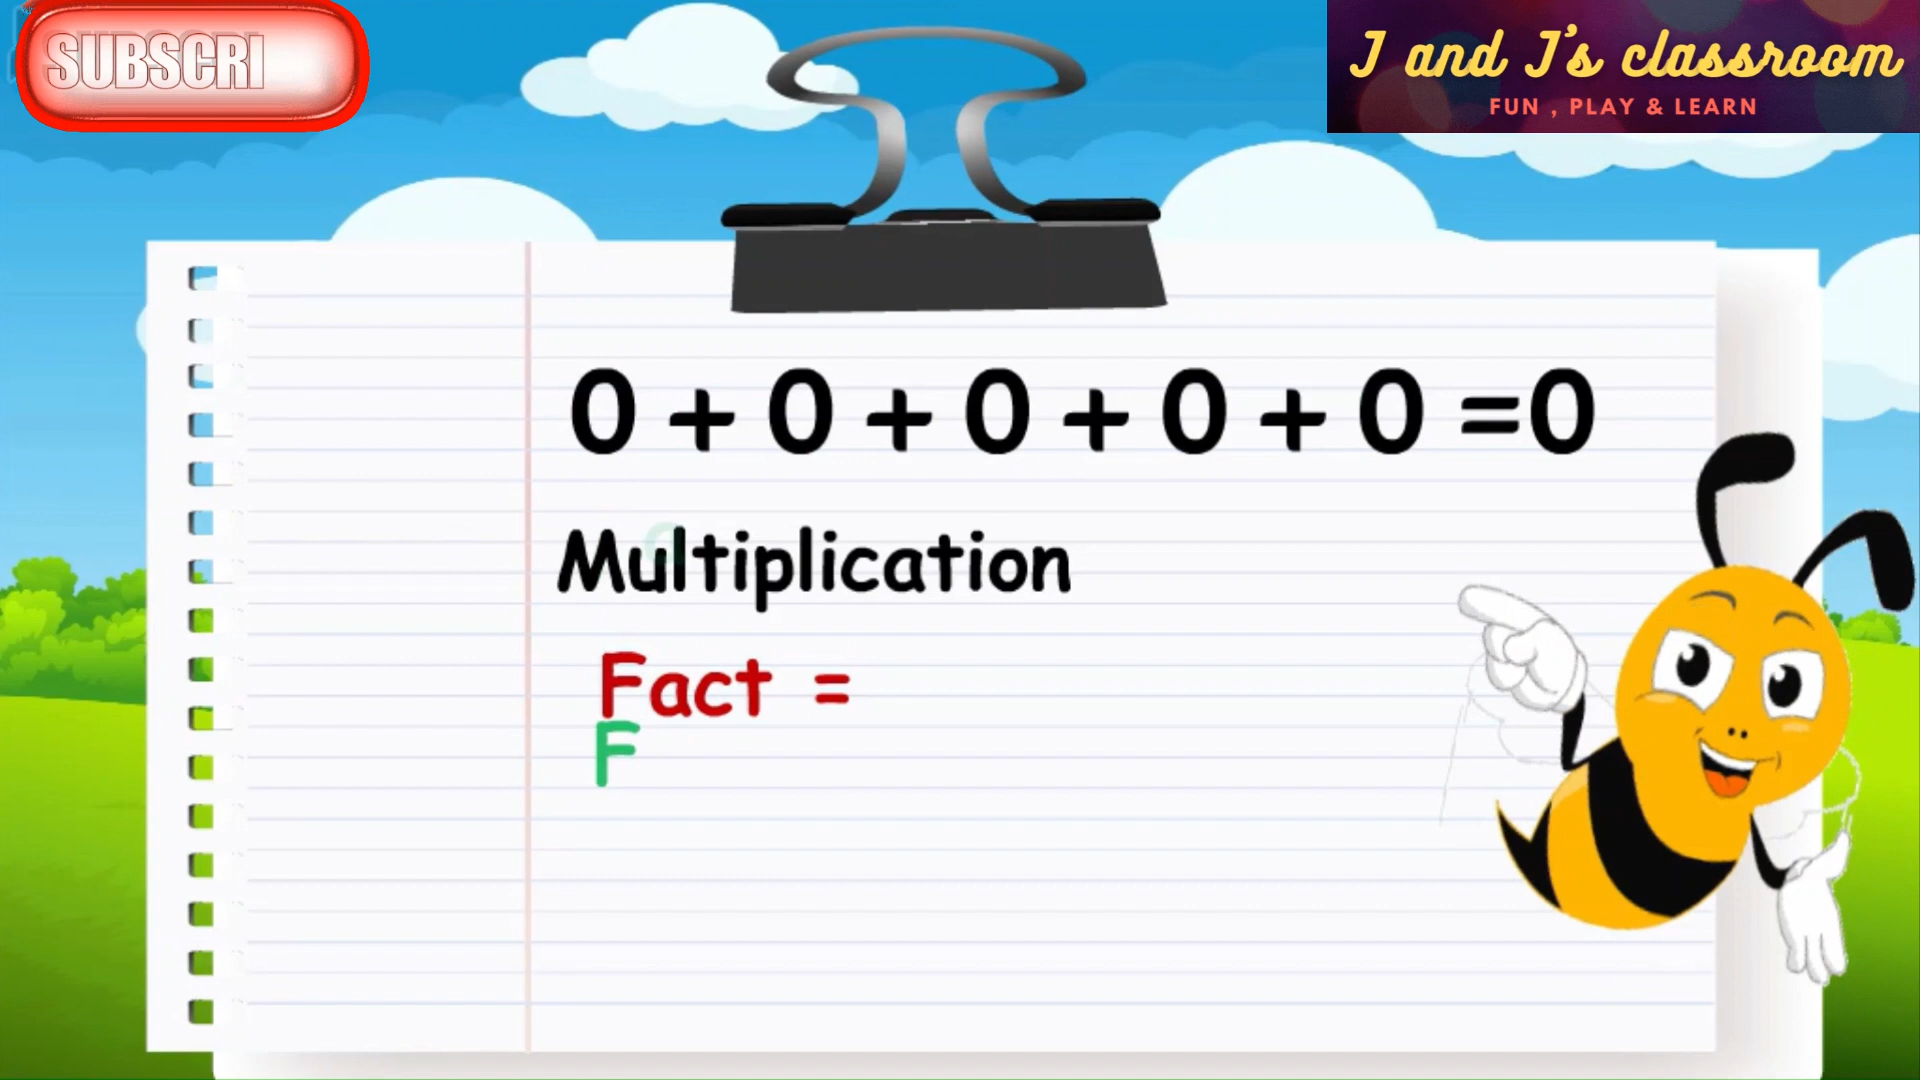 SUBSCRI
J and J's classroom
FUN , PLAY & LEARN
0 + 0 + 0 + 0 + 0 =0
Multiplication
Fact =
F